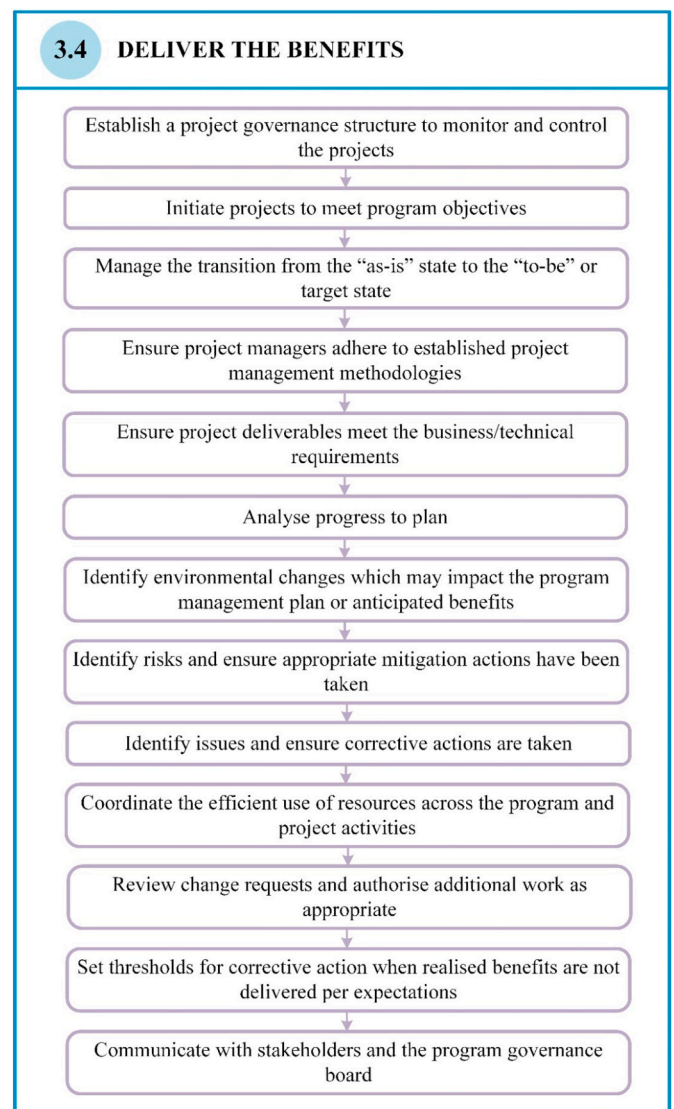 3.4 DELIVER THE BENEFITS
Establish a project governance structure to monitor and control
the projects
Initiate projects to meet program objectives
Manage the transition from the “as-is” state to the “to-be” or
target state
Ensure project managers adhere to established project
management methodologies
Ensure project deliverables meet the business/technical
requirements
Analyse progress to plan
Identify environmental changes which may impact the program
management plan or anticipated benefits
Identify risks and ensure appropriate mitigation actions have been
taken
Identify issues and ensure corrective actions are taken
Coordinate the efficient use of resources across the program and
project activities
Review change requests and authorise additional work as
appropriate
Set thresholds for corrective action when realised benefits are not
delivered per expectations
Communicate with stakeholders and the program governance
board